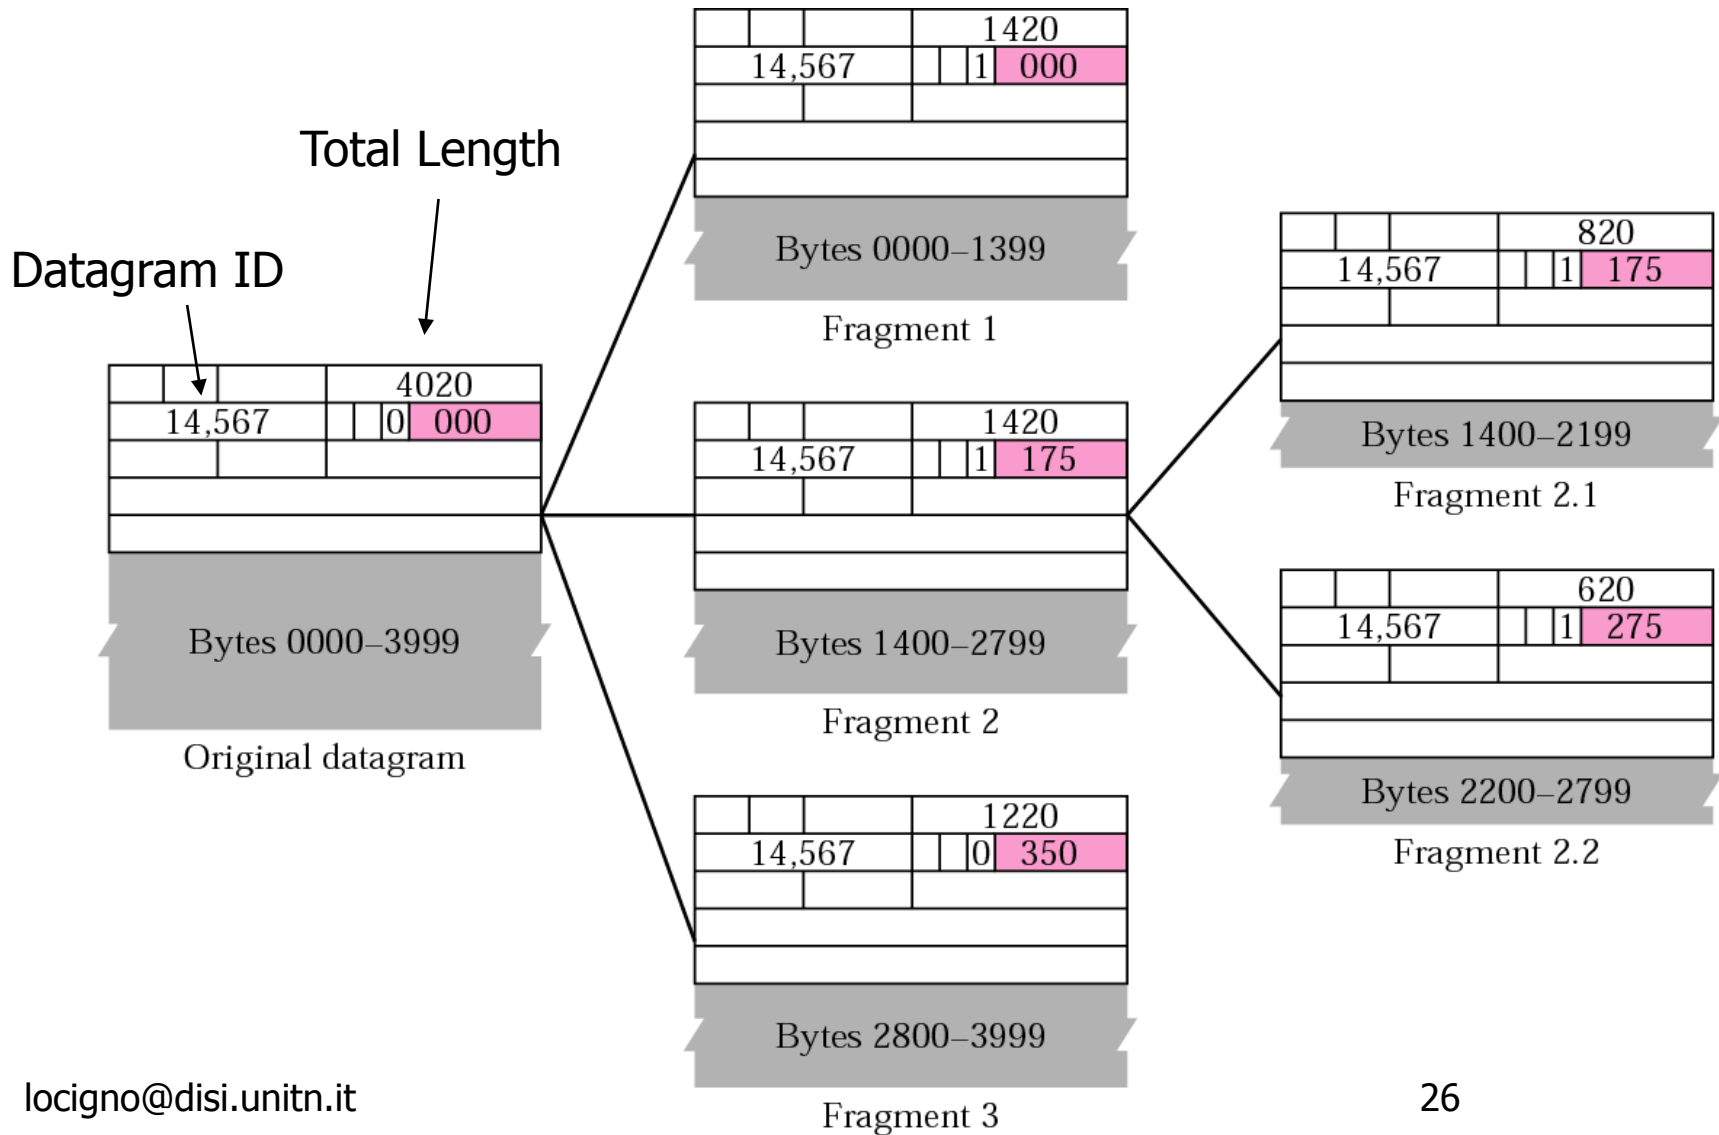 Total Length
Datagram ID
4020
14,567 0 000
Bytes 0000–3999
Original datagram
1420
14,567 1 000
Bytes 0000–1399
Fragment 1
1420
14,567 1 175
Bytes 1400–2799
Fragment 2
1220
14,567 0 350
Bytes 2800–3999
Fragment 3
820
14,567 1 175
Bytes 1400–2199
Fragment 2.1
620
14,567 1 275
Bytes 2200–2799
Fragment 2.2
locigno@disi.unitn.it
26